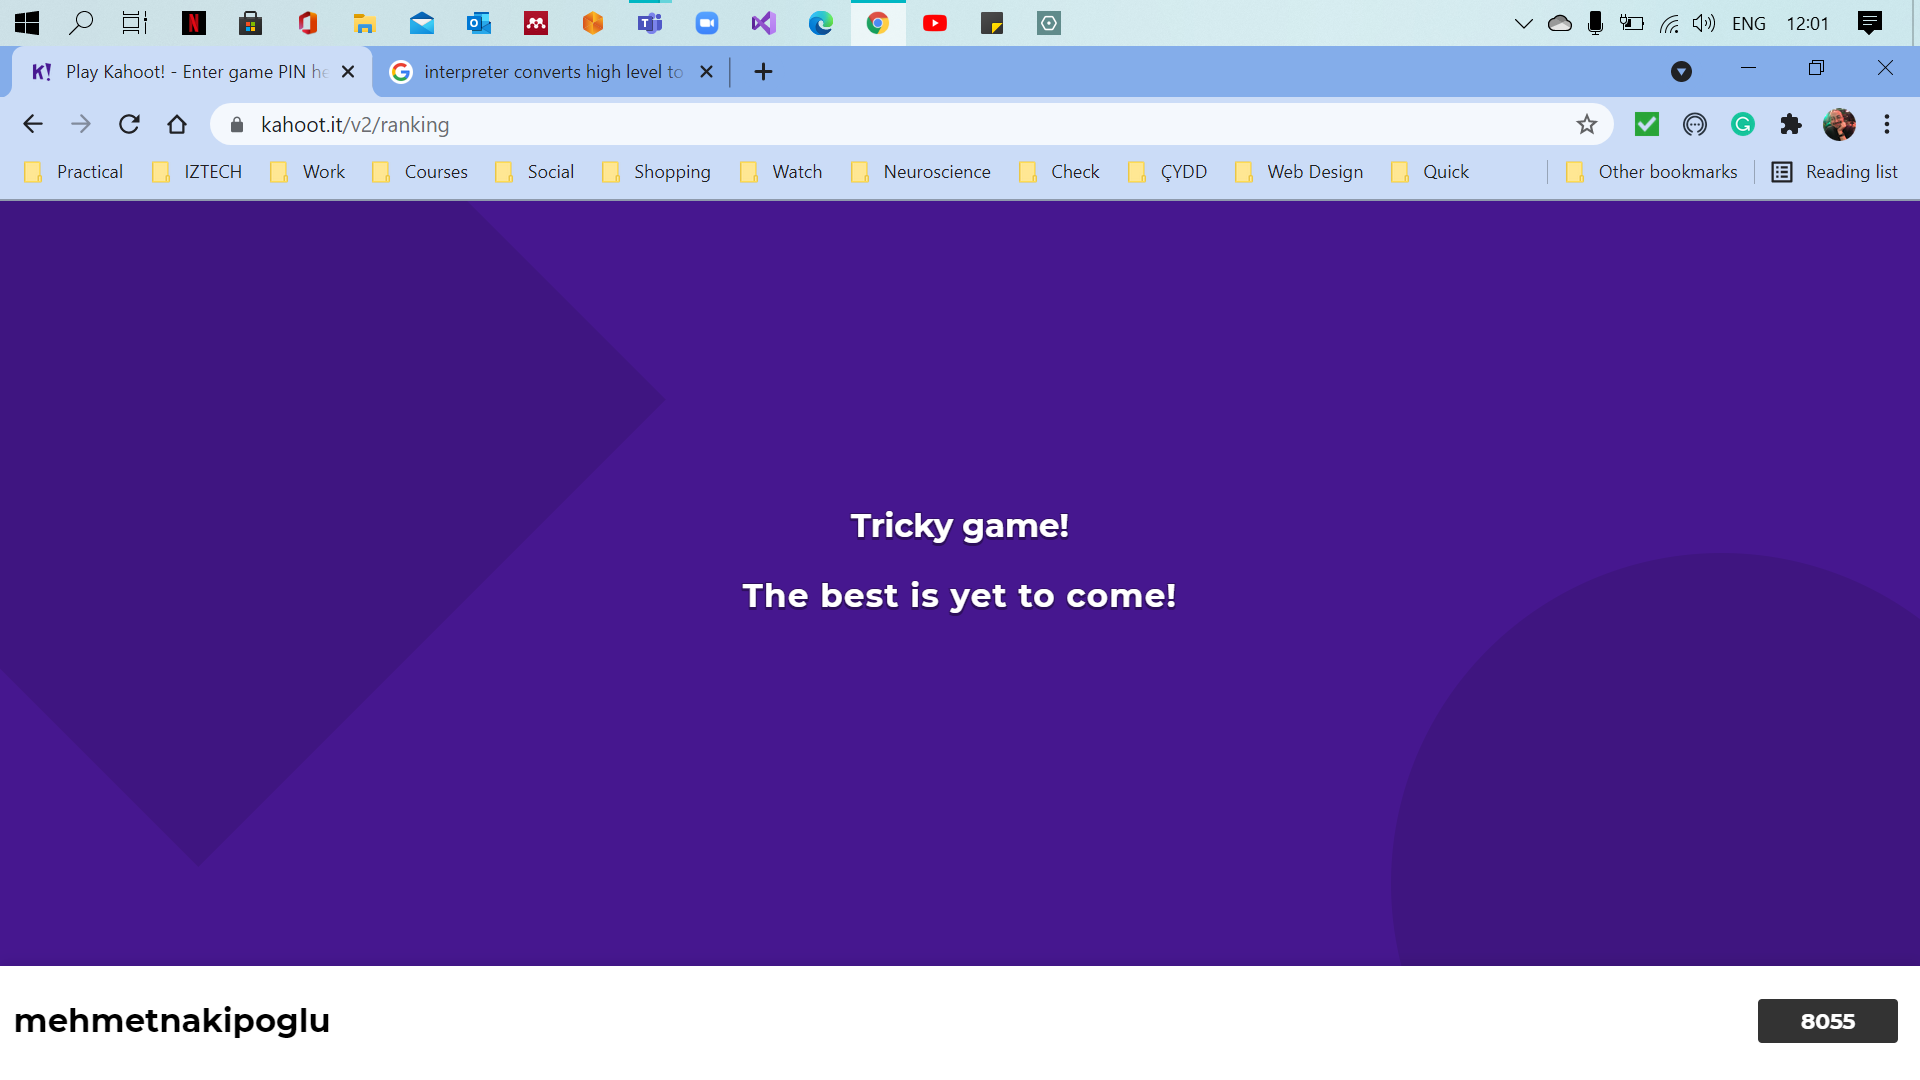 ENG 12:01
K! Play Kahoot! - Enter game PIN he
interpreter converts high level to
kahoot.it/v2/ranking
Practical IZTECH Work Courses Social Shopping Watch Neuroscience Check ÇYDD Web Design Quick Other bookmarks Reading list
Tricky game!
The best is yet to come!
mehmetnakipoglu
8055